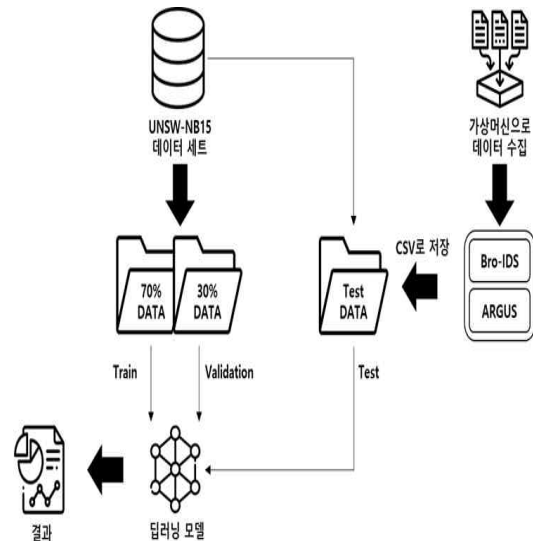 UNSW-NB15
데이터 세트
가상머신으로
데이터 수집
70%
DATA
30%
DATA
Test
DATA
CSV로 저장
Bro-IDS
ARGUS
Train
Validation
Test
결과
딥러닝 모델